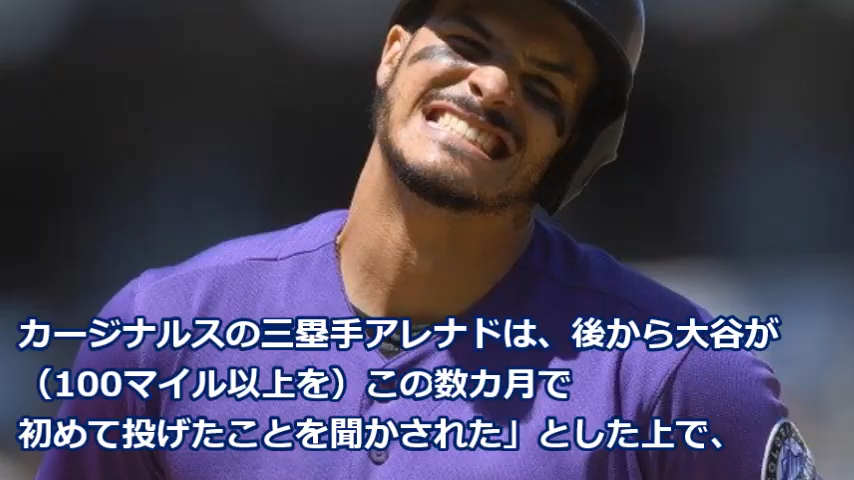 カージナルスの三塁手アレナドは、後から大谷が
（100マイル以上を）この数カ月で
初めて投げたことを聞かされた」とした上で、